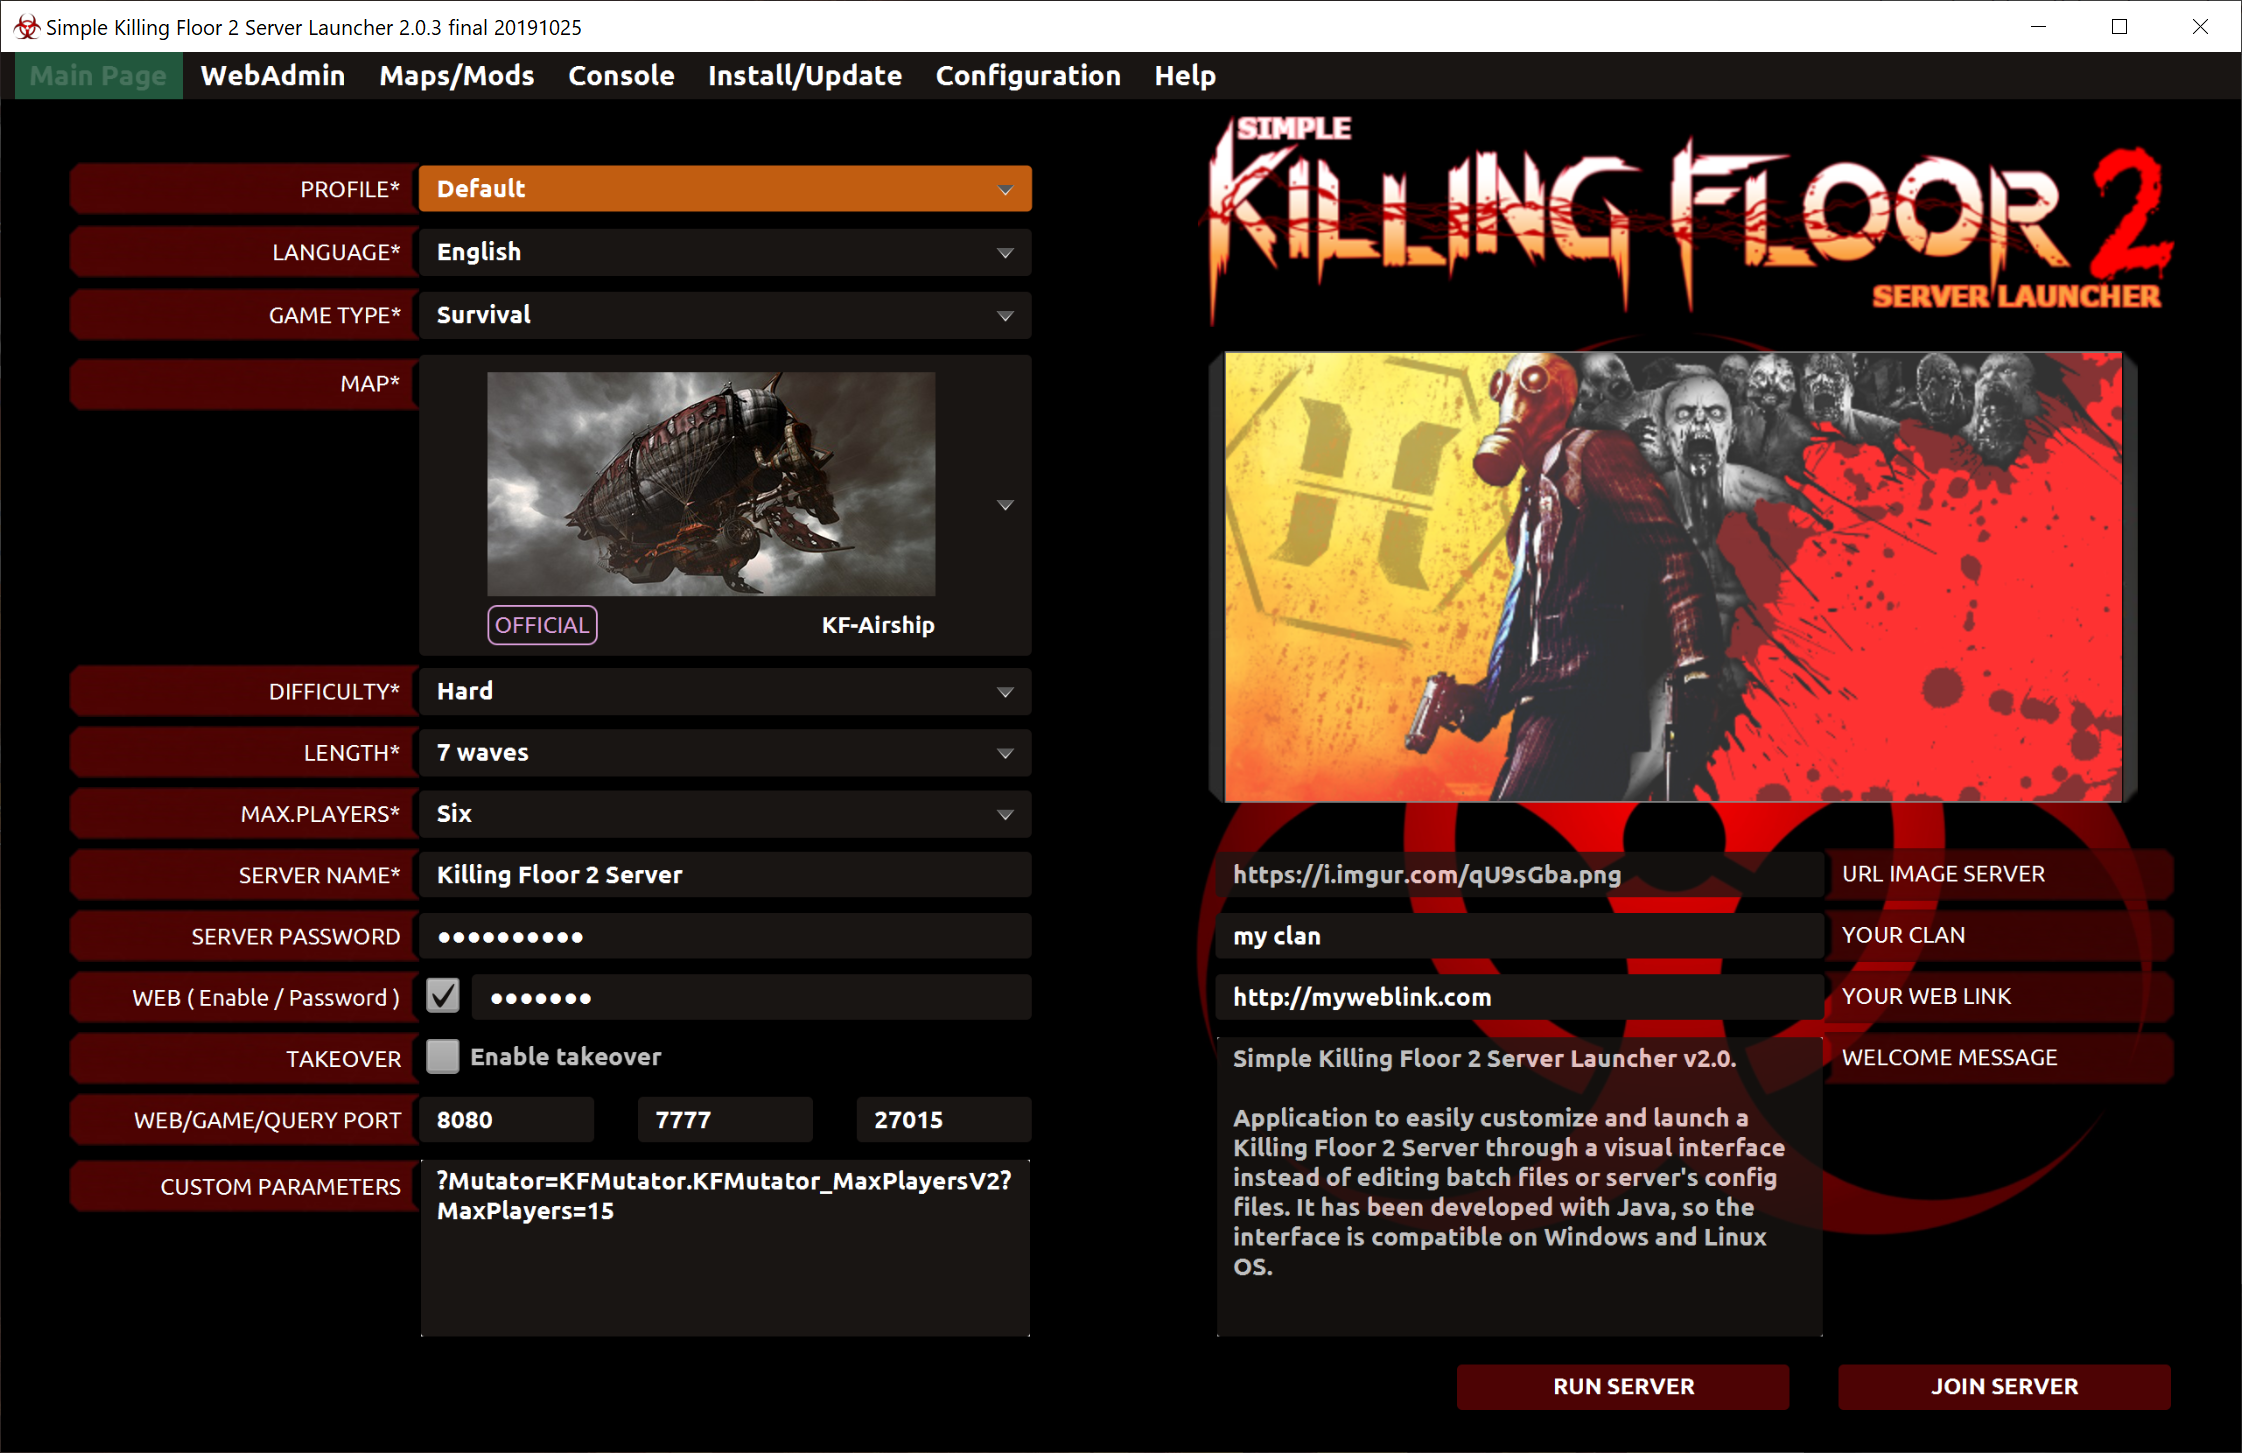 Simple Killing Floor 2 Server Launcher 2.0.3 final 20191025
Main Page WebAdmin Maps/Mods Console Install/Update Configuration Help
PROFILE* Default
LANGUAGE* English
GAME TYPE* Survival
MAP*
OFFICIAL KF-Airship
DIFFICULTY* Hard
LENGTH* 7 waves
MAX.PLAYERS* Six
SERVER NAME* Killing Floor 2 Server
SERVER PASSWORD ●●●●●●●●●●
WEB ( Enable / Password ) ●●●●●●●
TAKEOVER Enable takeover
WEB/GAME/QUERY PORT 8080 7777 27015
CUSTOM PARAMETERS ?Mutator=KFMutator.KFMutator_MaxPlayersV2?
MaxPlayers=15
SIMPLE
KILLING FLOOR 2
SERVER LAUNCHER
https://i.imgur.com/qU9sGba.png URL IMAGE SERVER
my clan YOUR CLAN
http://myweblink.com YOUR WEB LINK
Simple Killing Floor 2 Server Launcher v2.0. WELCOME MESSAGE
Application to easily customize and launch a
Killing Floor 2 Server through a visual interface
instead of editing batch files or server's config
files. It has been developed with Java, so the
interface is compatible on Windows and Linux
OS.
RUN SERVER JOIN SERVER